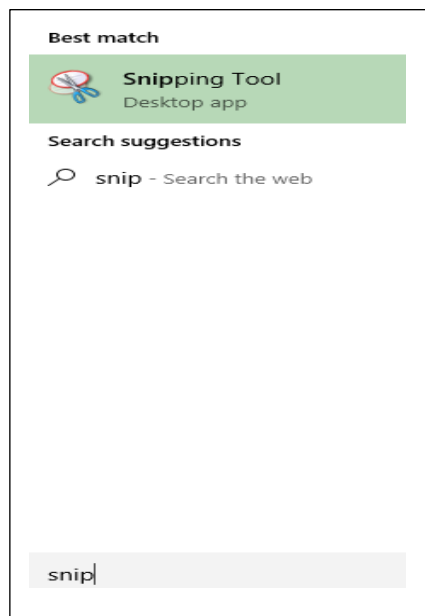 Best match
Snipping Tool
Desktop app
Search suggestions
snip - Search the web
snip